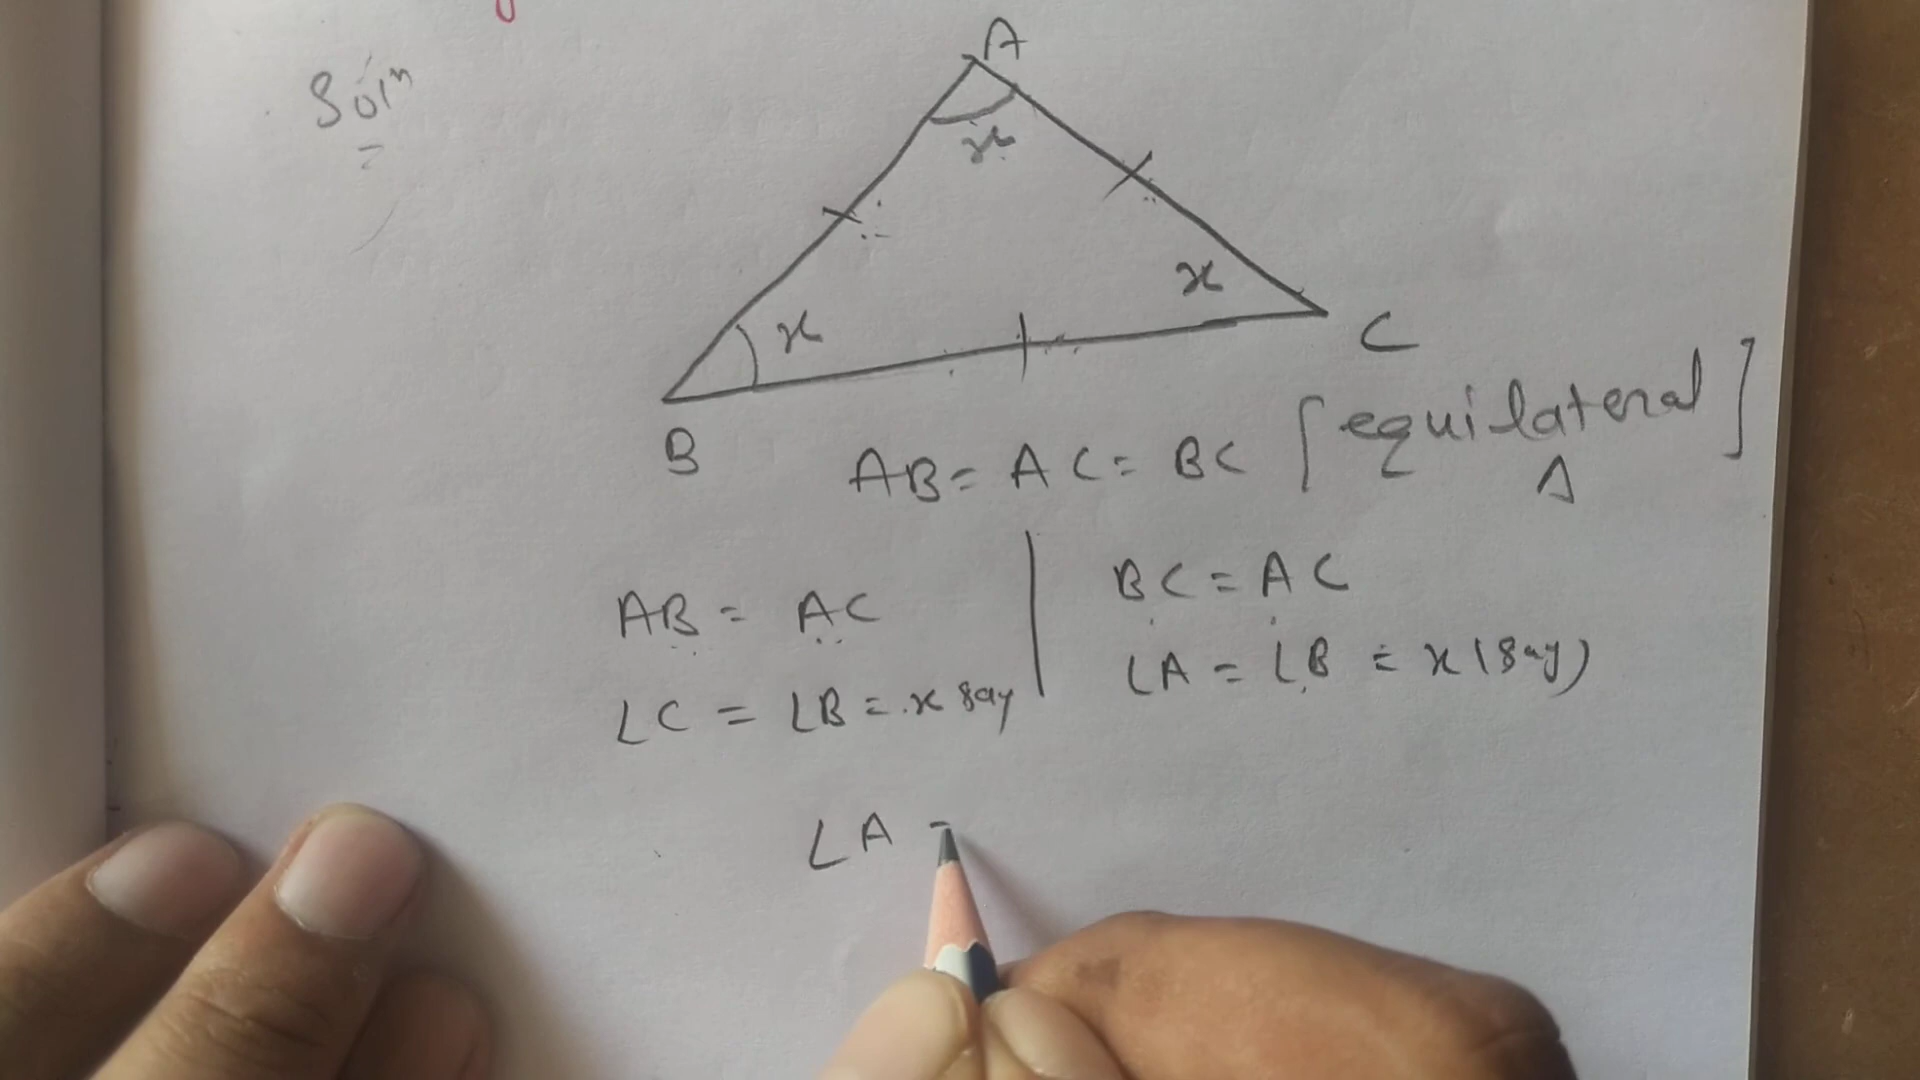 Solⁿ
A
x
x
x
B
C
AB = AC = BC [equilateral]
Δ
AB = AC
BC = AC
∠C = ∠B = x say
∠A = ∠B = x (say)
∠A =